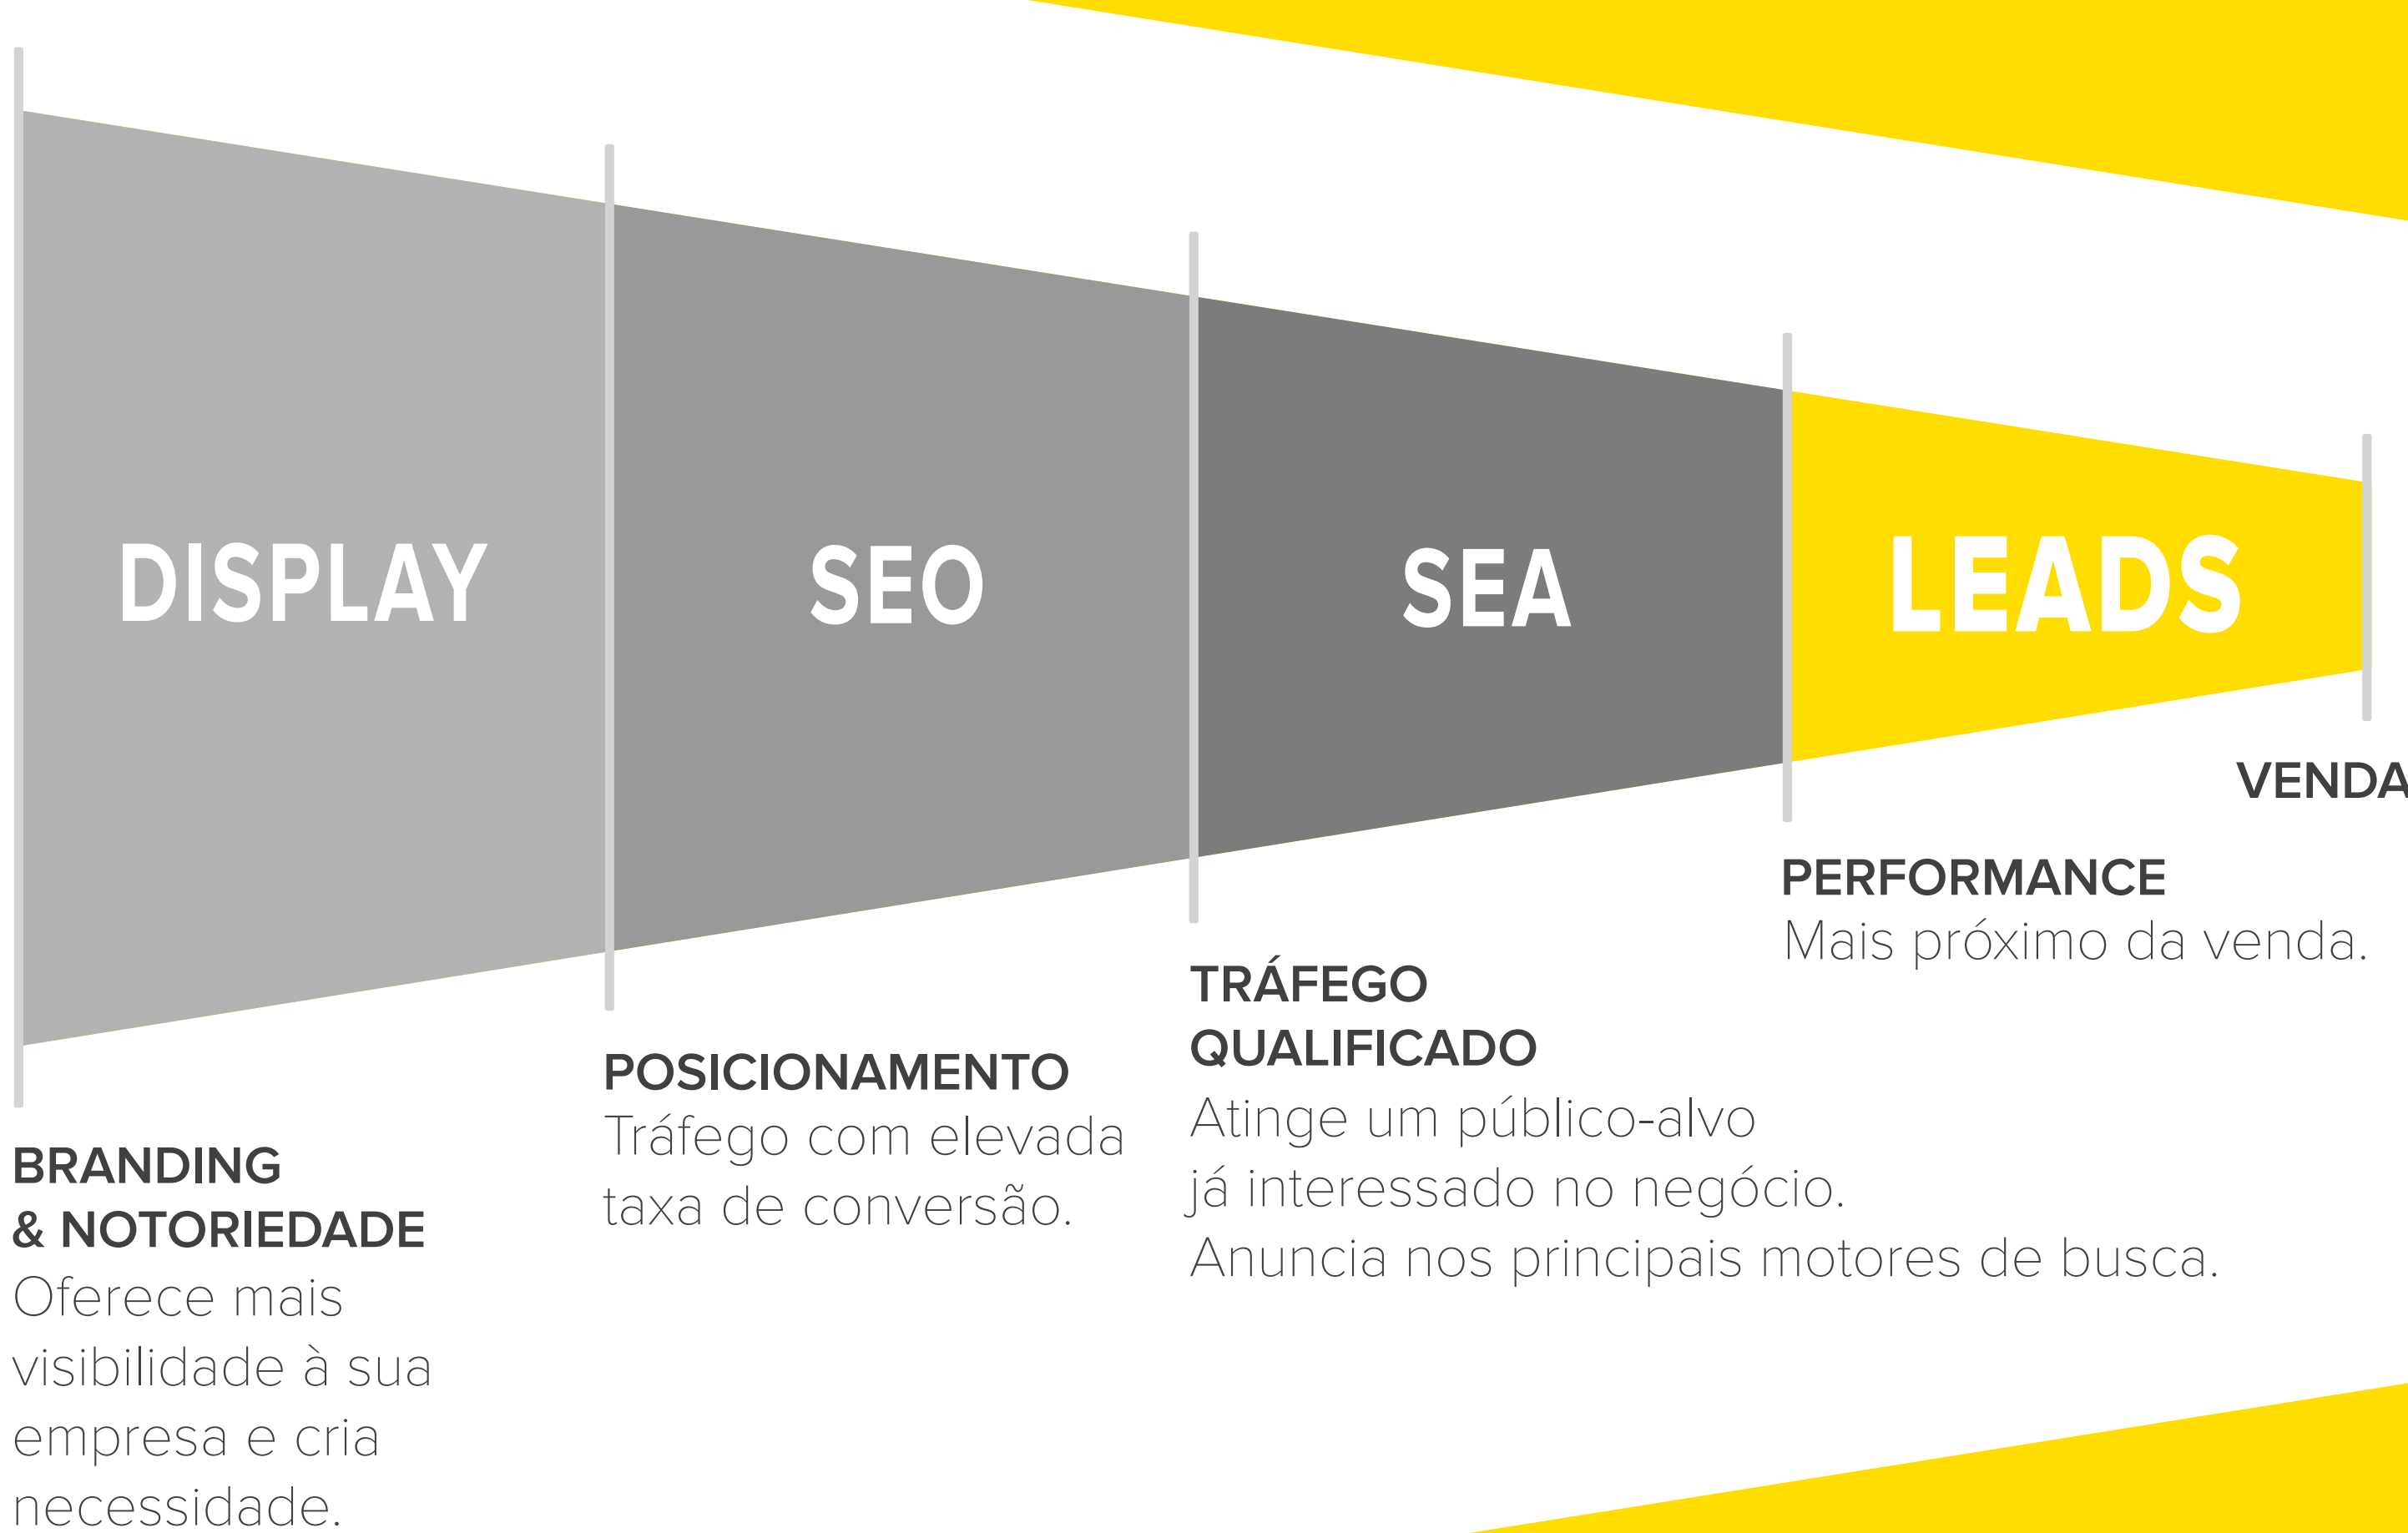 DISPLAY
SEO
SEA
LEADS
VENDA
PERFORMANCE
Mais próximo da venda.
TRÁFEGO
QUALIFICADO
Atinge um público-alvo
já interessado no negócio.
Anuncia nos principais motores de busca.
POSICIONAMENTO
Tráfego com elevada
taxa de conversão.
BRANDING
& NOTORIEDADE
Oferece mais
visibilidade à sua
empresa e cria
necessidade.